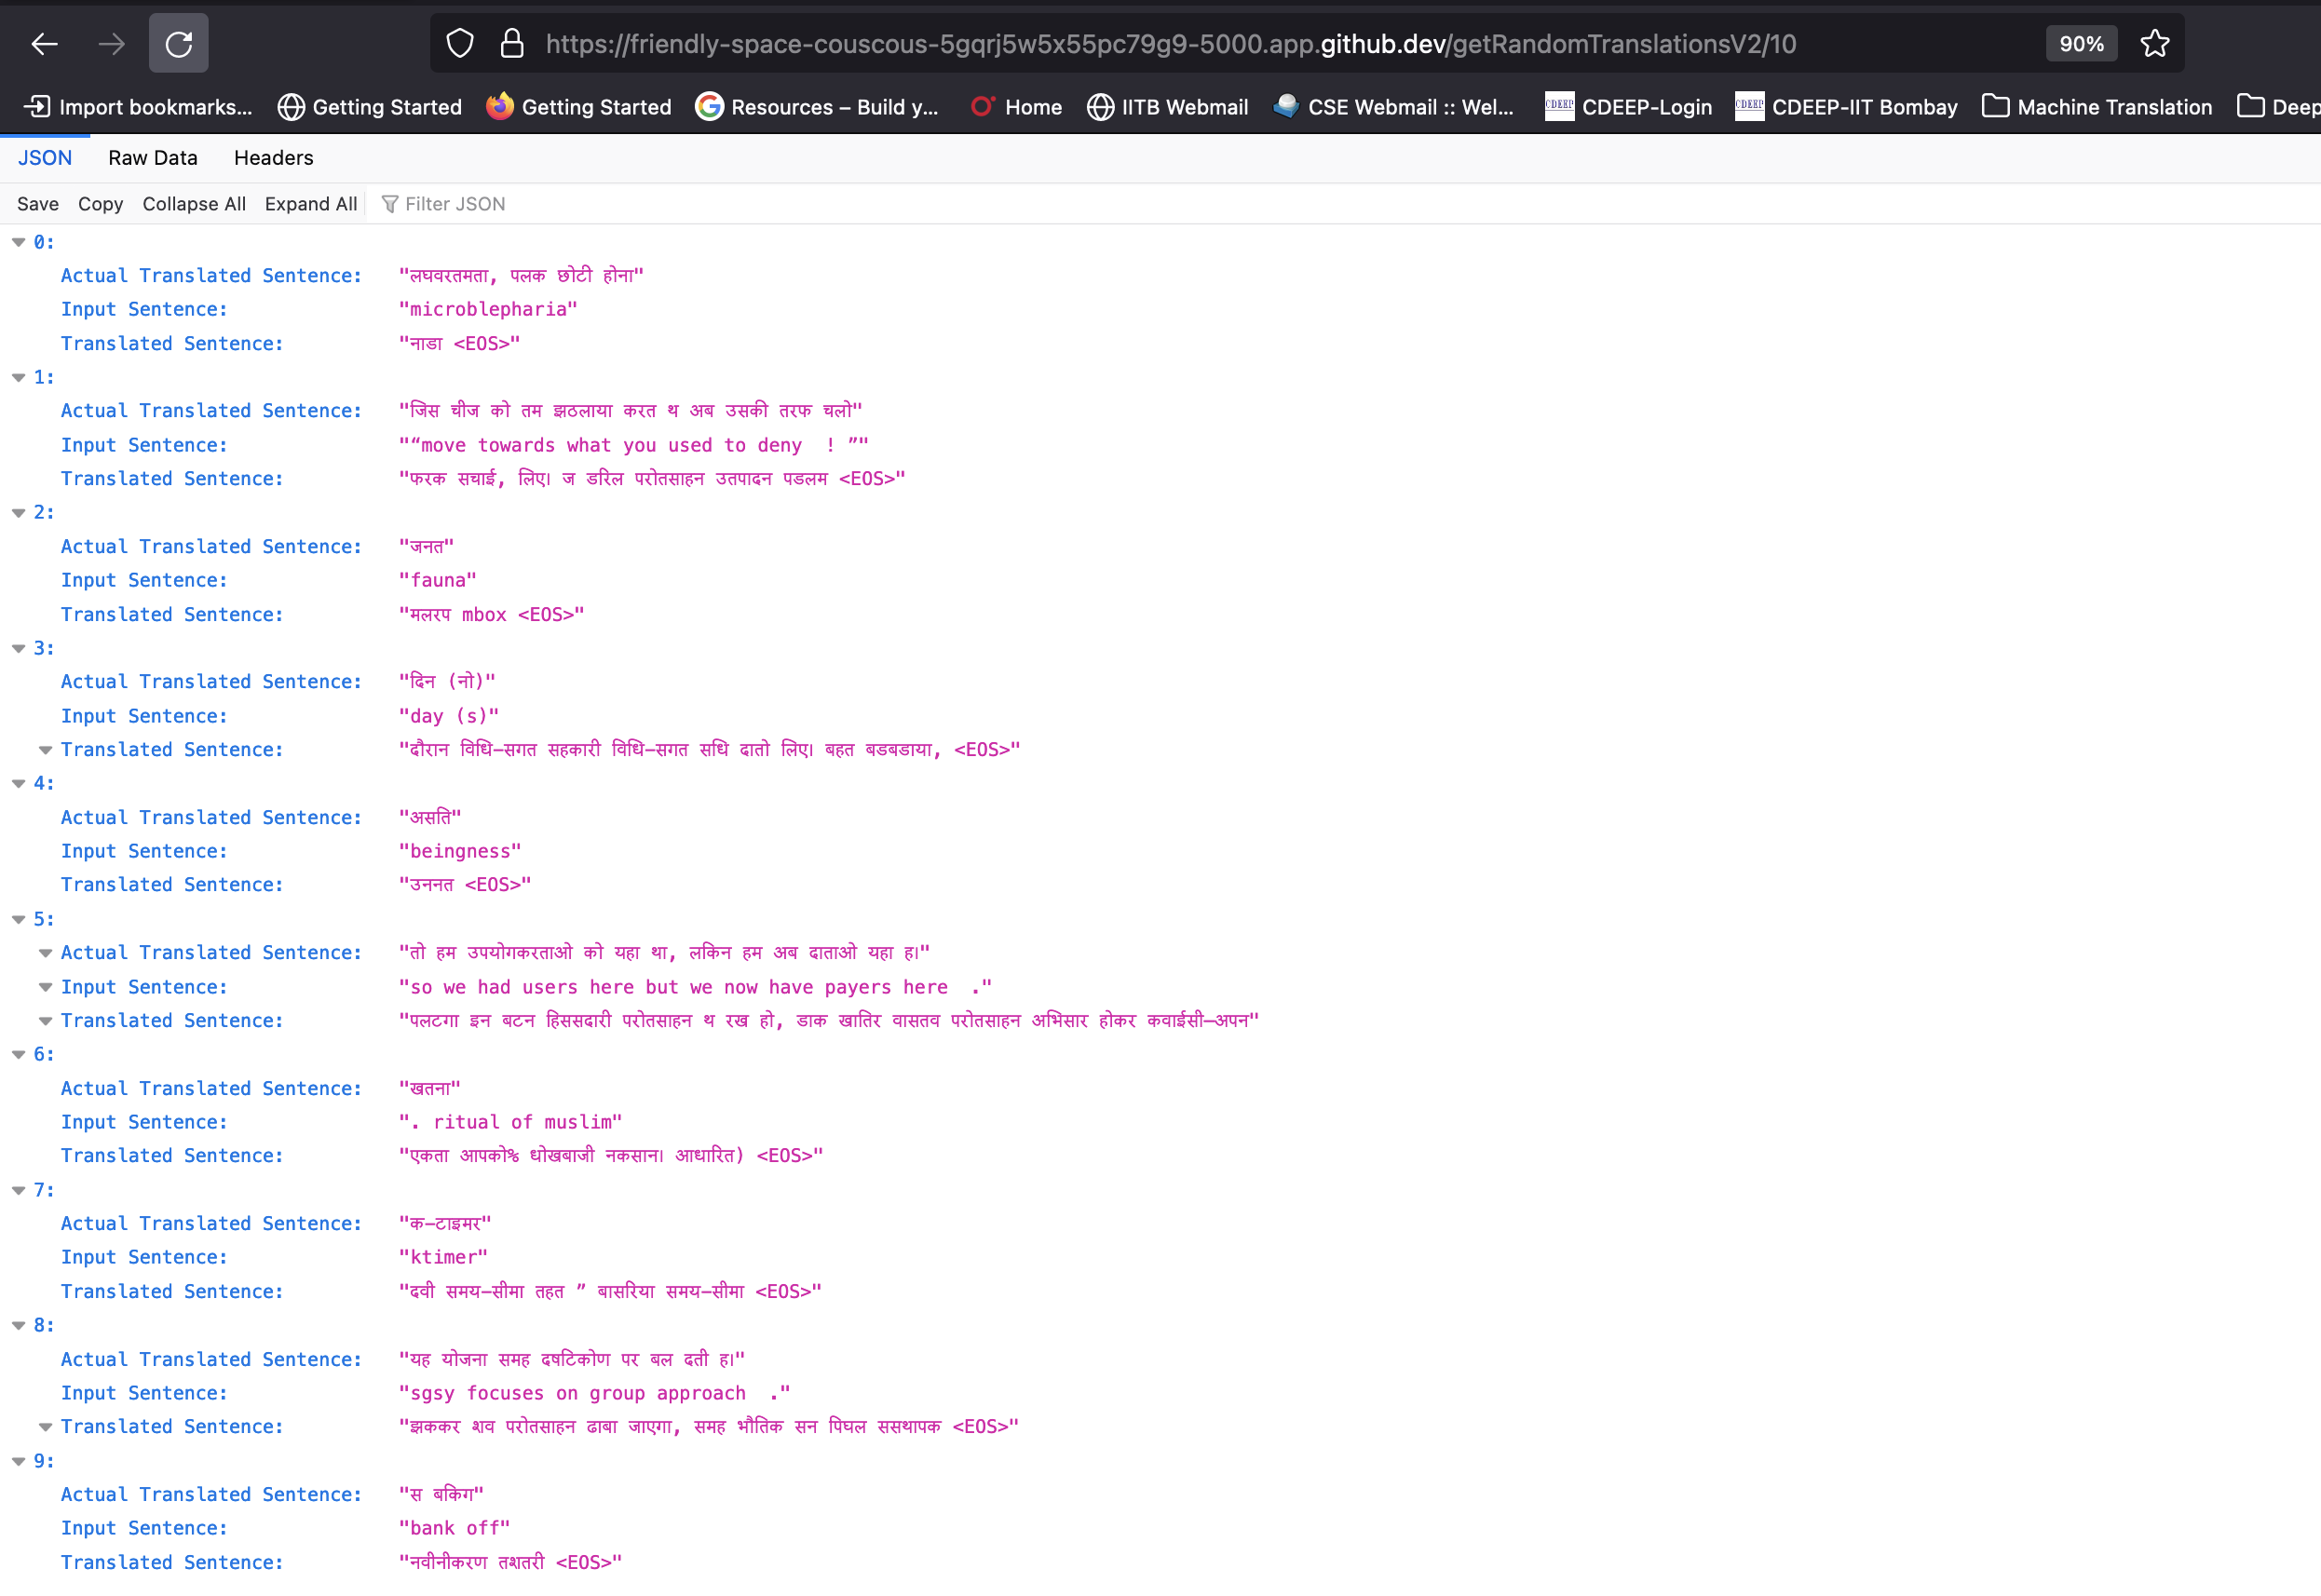 https://friendly-space-couscous-5gqrj5w5x55pc79g9-5000.app.github.dev/getRandomTranslationsV2/10 90%
Import bookmarks... Getting Started Getting Started Resources – Build y... Home IITB Webmail CSE Webmail :: Wel... CDEEP CDEEP-Login CDEEP CDEEP-IIT Bombay Machine Translation Deep
JSON Raw Data Headers
Save Copy Collapse All Expand All Filter JSON
0:
Actual Translated Sentence: "लघवरतमता, पलक छोटी होना"
Input Sentence: "microblepharia"
Translated Sentence: "नाडा <EOS>"
1:
Actual Translated Sentence: "जिस चीज को तम झठलाया करत थ अब उसकी तरफ चलो"
Input Sentence: "“move towards what you used to deny  ! ”"
Translated Sentence: "फरक सचाई, लिए। ज डरिल परोतसाहन उतपादन पडलम <EOS>"
2:
Actual Translated Sentence: "जनत"
Input Sentence: "fauna"
Translated Sentence: "मलरप mbox <EOS>"
3:
Actual Translated Sentence: "दिन (नो)"
Input Sentence: "day (s)"
Translated Sentence: "दौरान विधि–सगत सहकारी विधि–सगत सधि दातो लिए। बहत बडबडाया, <EOS>"
4:
Actual Translated Sentence: "असति"
Input Sentence: "beingness"
Translated Sentence: "उननत <EOS>"
5:
Actual Translated Sentence: "तो हम उपयोगकरताओ को यहा था, लकिन हम अब दाताओ यहा ह।"
Input Sentence: "so we had users here but we now have payers here  ."
Translated Sentence: "पलटगा इन बटन हिससदारी परोतसाहन थ रख हो, डाक खातिर वासतव परोतसाहन अभिसार होकर कवाईसी–अपन"
6:
Actual Translated Sentence: "खतना"
Input Sentence: ". ritual of muslim"
Translated Sentence: "एकता आपको% धोखबाजी नकसान। आधारित) <EOS>"
7:
Actual Translated Sentence: "क-टाइमर"
Input Sentence: "ktimer"
Translated Sentence: "दवी समय-सीमा तहत ” बासरिया समय-सीमा <EOS>"
8:
Actual Translated Sentence: "यह योजना समह दषटिकोण पर बल दती ह।"
Input Sentence: "sgsy focuses on group approach  ."
Translated Sentence: "झककर शव परोतसाहन ढाबा जाएगा, समह भौतिक सन पिघल ससथापक <EOS>"
9:
Actual Translated Sentence: "स बकिग"
Input Sentence: "bank off"
Translated Sentence: "नवीनीकरण तशतरी <EOS>"